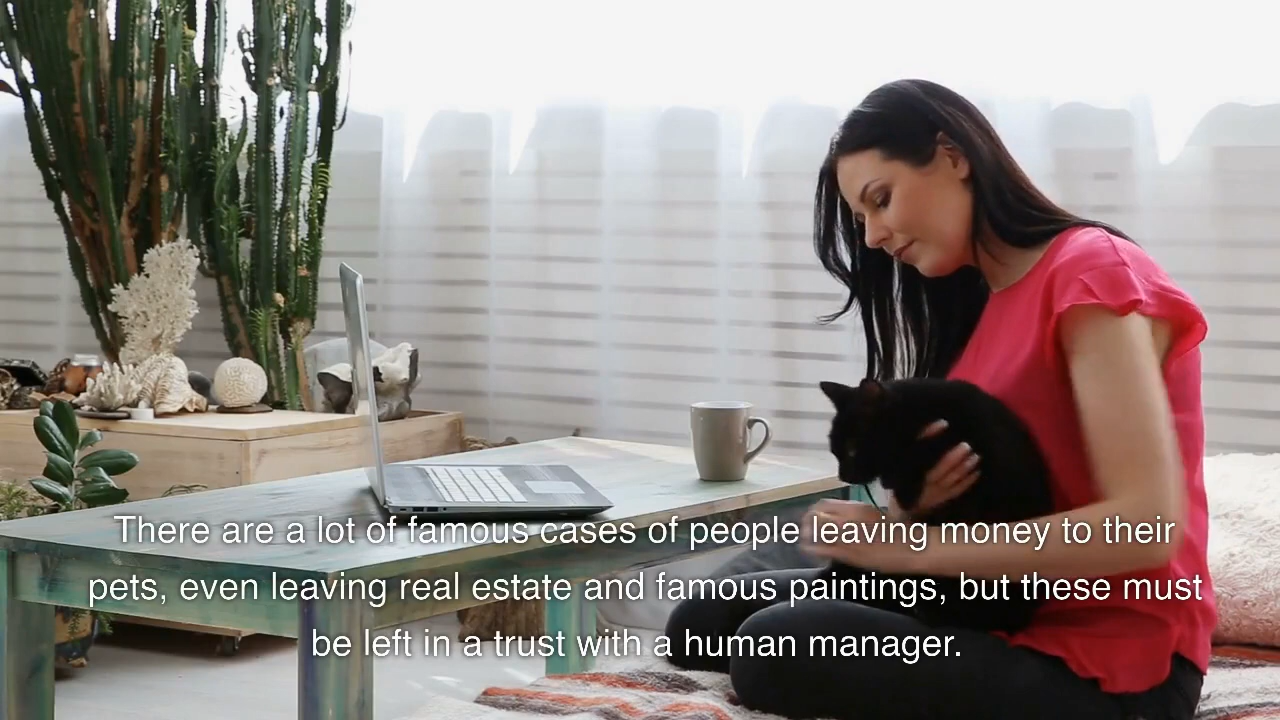 There are a lot of famous cases of people leaving money to their
pets, even leaving real estate and famous paintings, but these must
be left in a trust with a human manager.